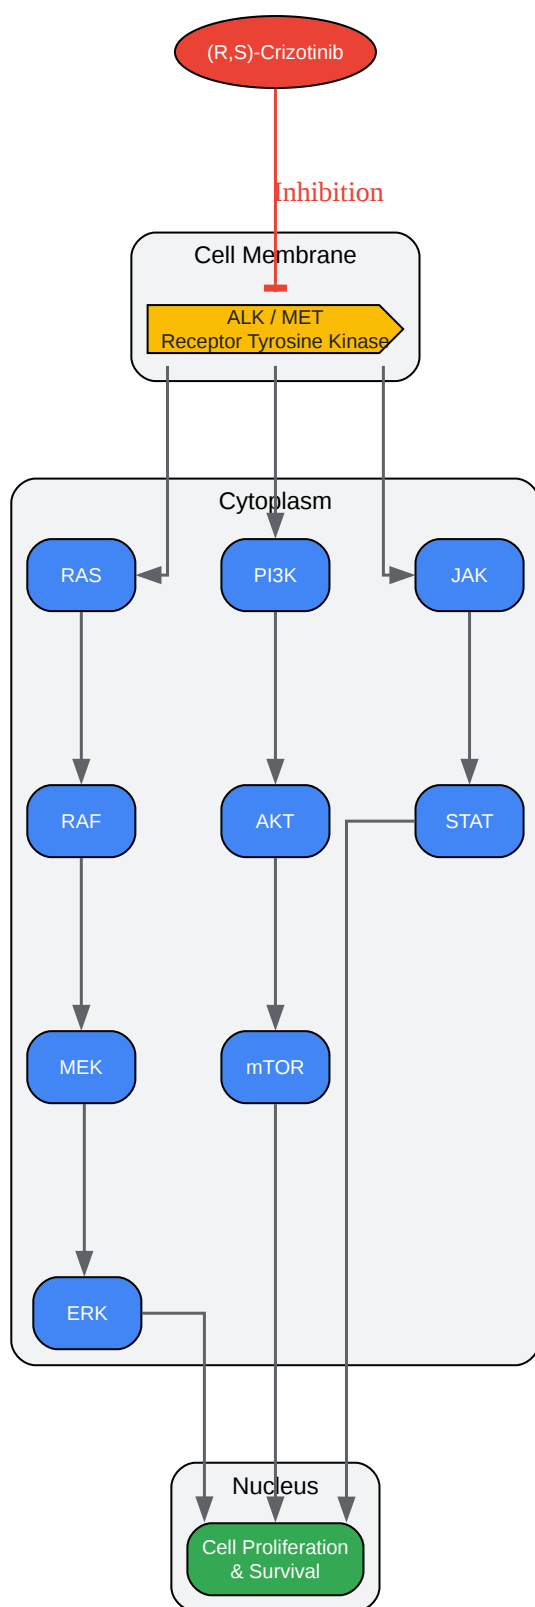 (R,S)-Crizotinib
Inhibition
Cell Membrane
ALK / MET
Receptor Tyrosine Kinase
Cytoplasm
RAS
PI3K
JAK
RAF
AKT
STAT
MEK
mTOR
ERK
Nucleus
Cell Proliferation
& Survival